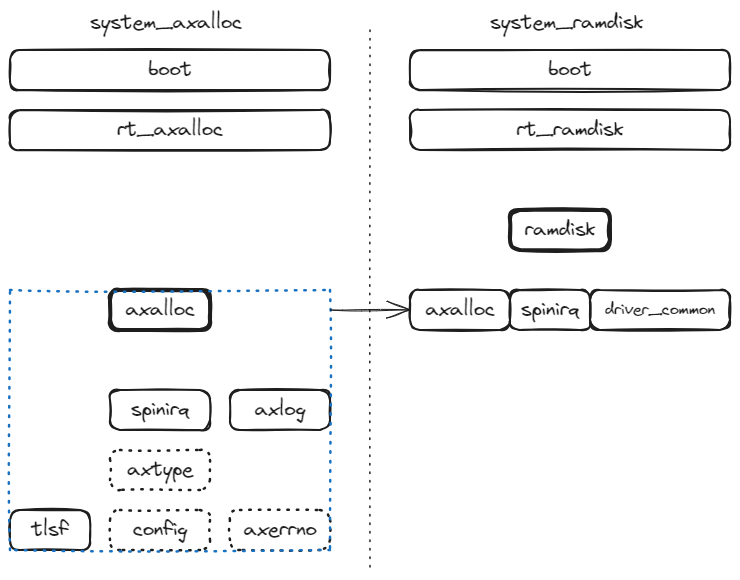 system_axalloc
boot
rt_axalloc
axalloc
spinirq
axlog
axtype
tlsf
config
axerrno
system_ramdisk
boot
rt_ramdisk
ramdisk
axalloc
spinirq
driver_common